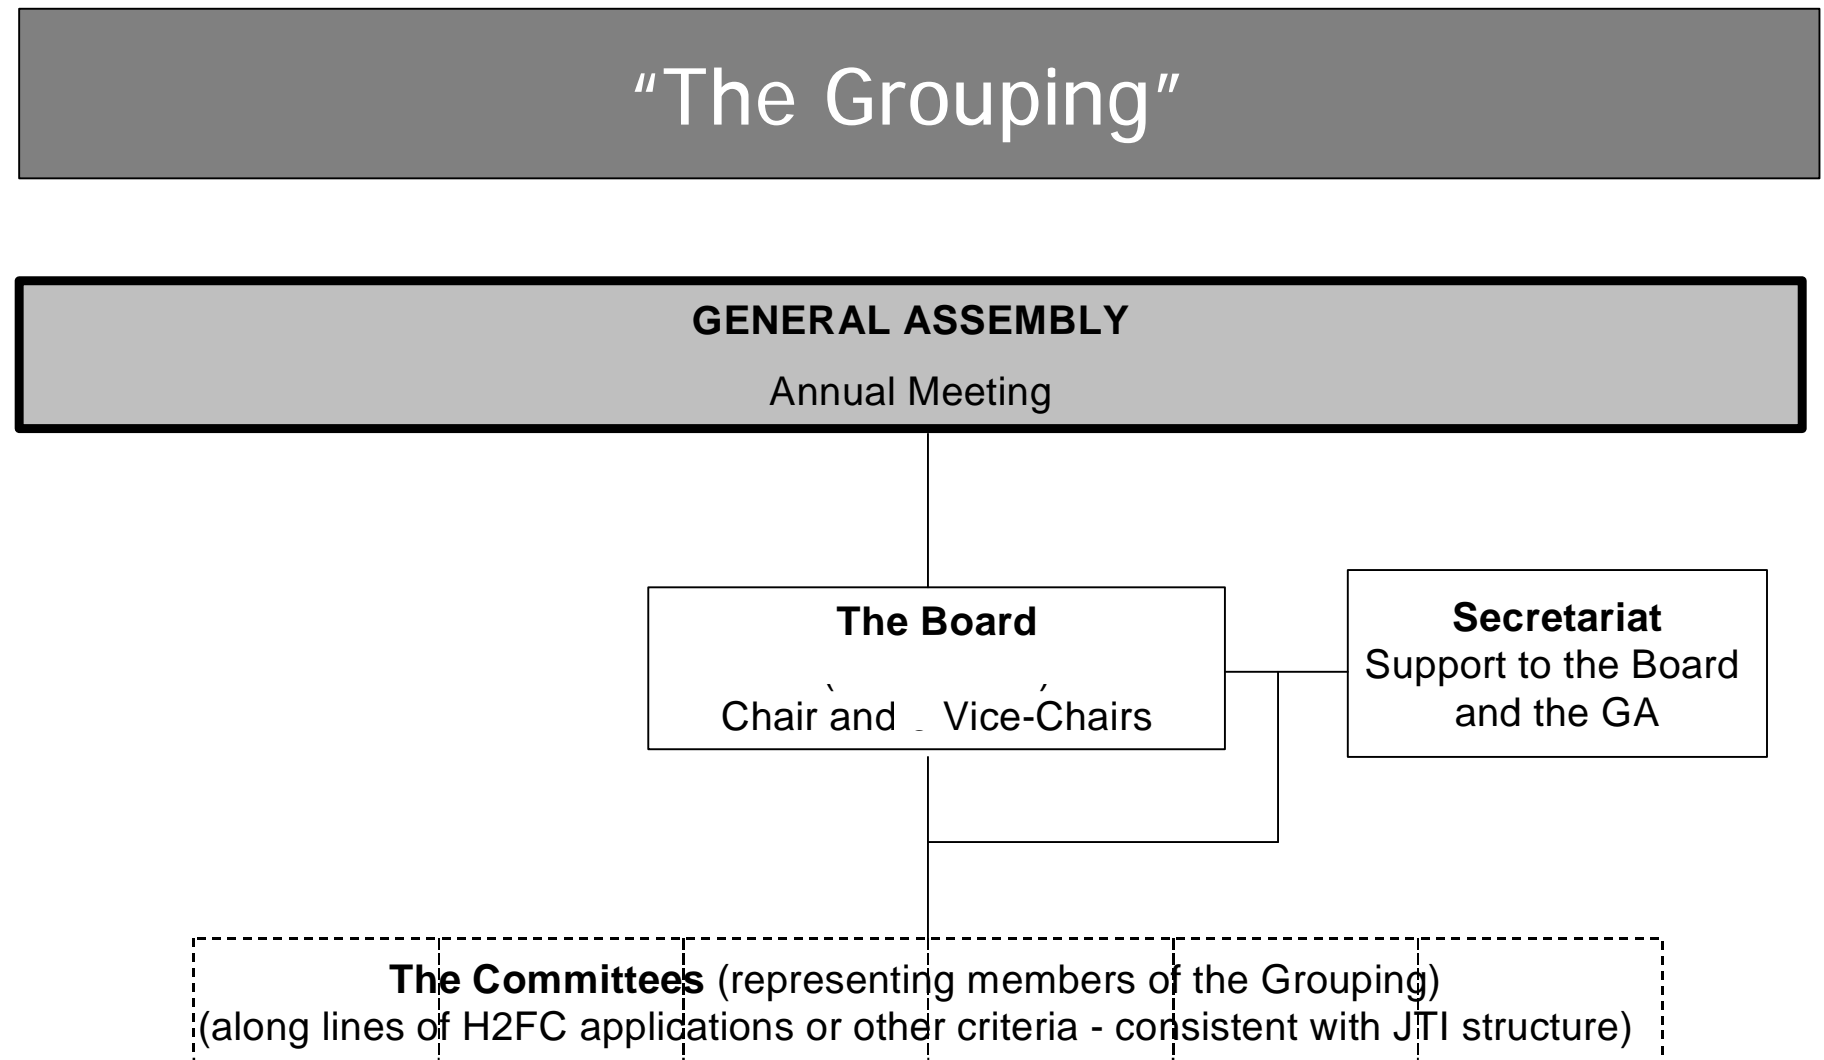 “The Grouping”
GENERAL ASSEMBLY
Annual Meeting
The Board
Chair and Vice-Chairs
Secretariat
Support to the Board
and the GA
The Committees (representing members of the Grouping)
(along lines of H2FC applications or other criteria - consistent with JTI structure)